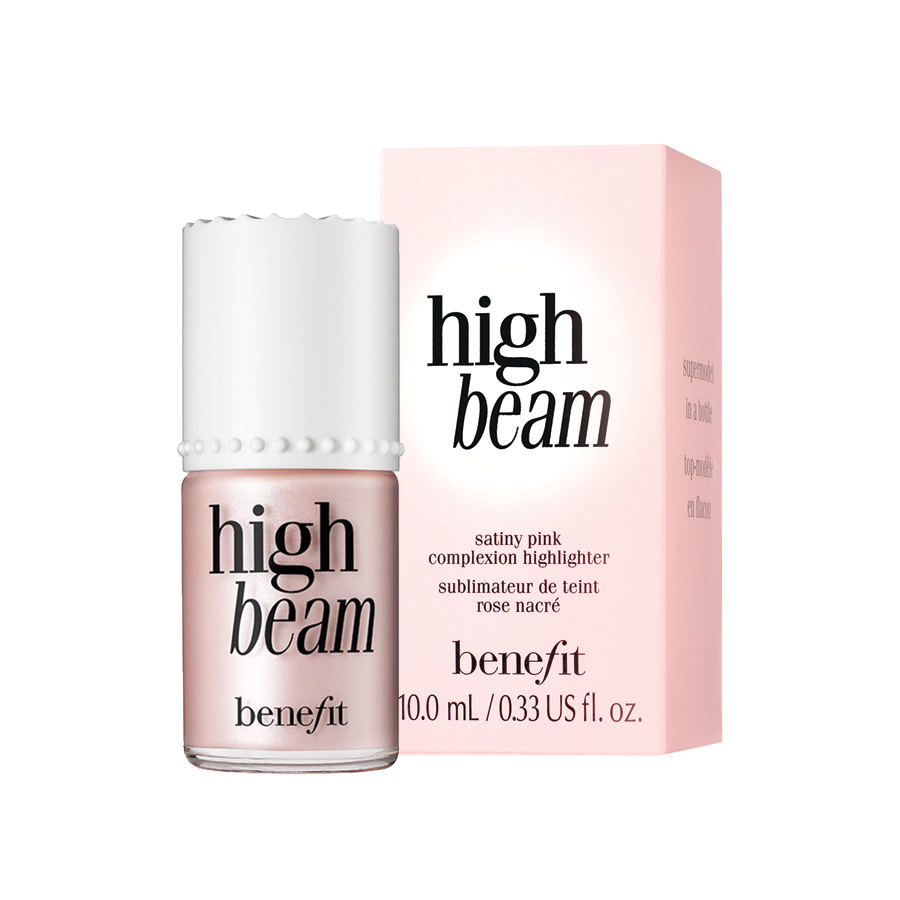 high
beam
benefit
high
beam
satiny pink
complexion highlighter
sublimateur de teint
rose nacré
benefit
10.0 mL / 0.33 US fl. oz.
supermodel
in a bottle
top-modèle
en flacon